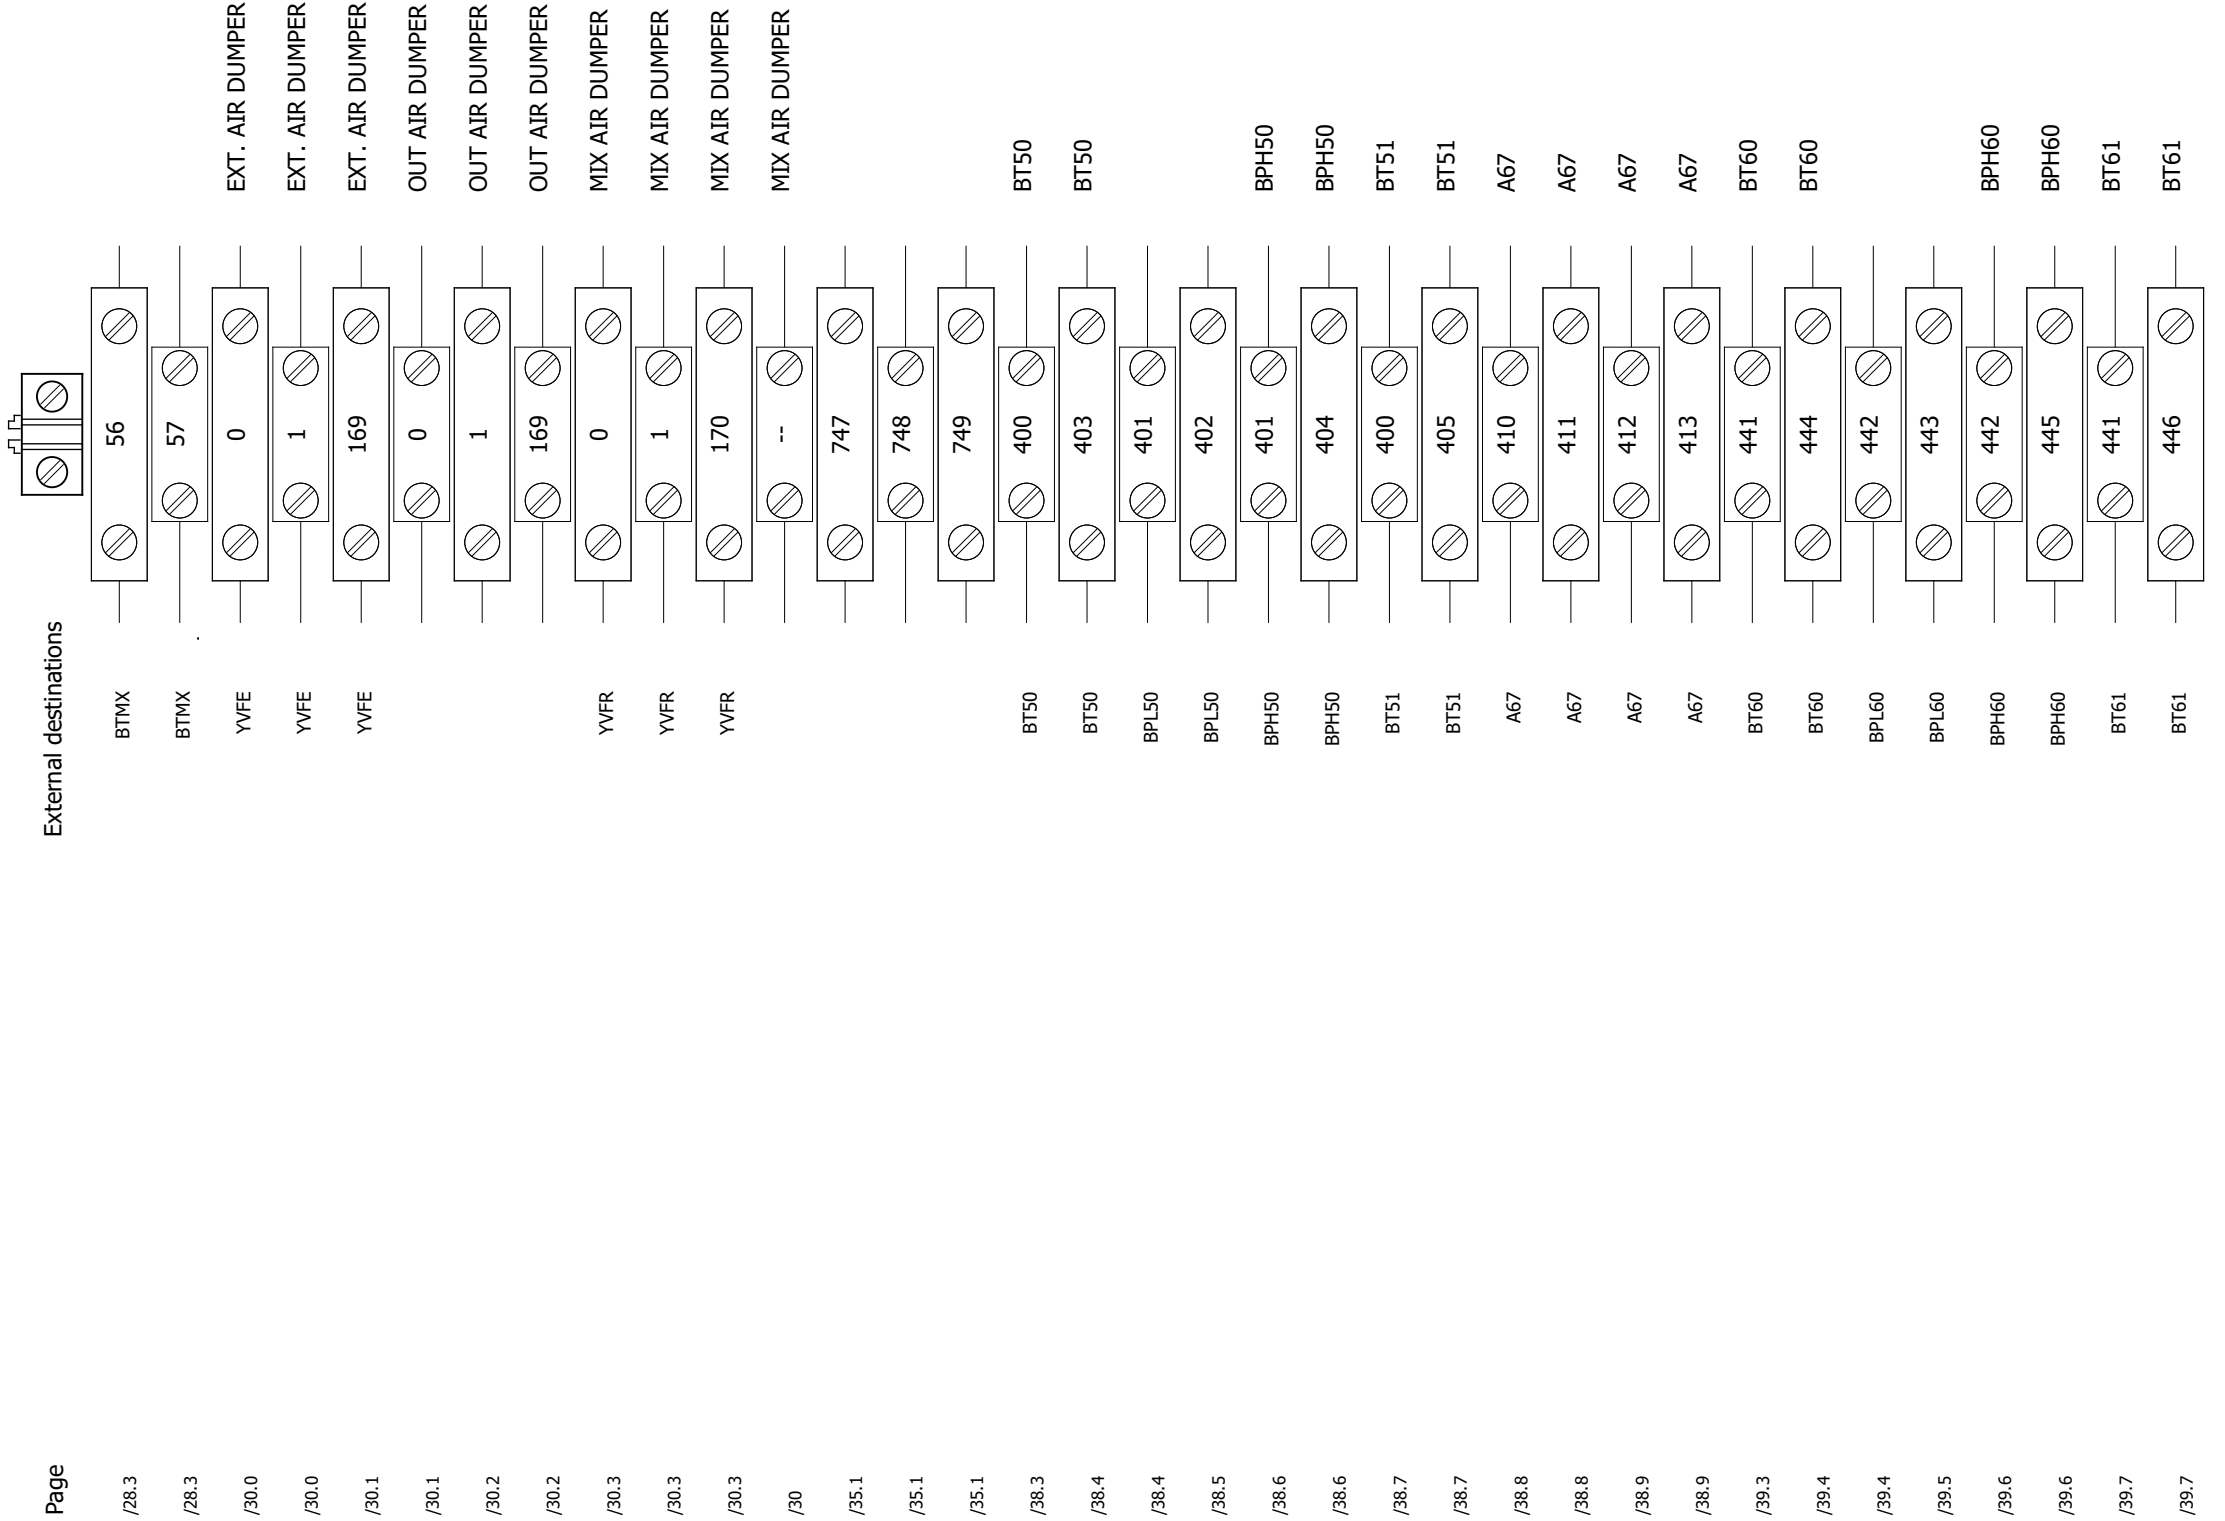 EXT. AIR DUMPER
EXT. AIR DUMPER
EXT. AIR DUMPER
OUT AIR DUMPER
OUT AIR DUMPER
OUT AIR DUMPER
MIX AIR DUMPER
MIX AIR DUMPER
MIX AIR DUMPER
MIX AIR DUMPER
BT50
BT50
BPH50
BPH50
BT51
BT51
A67
A67
A67
A67
BT60
BT60
BPH60
BPH60
BT61
BT61
56
57
0
1
169
0
1
169
0
1
170
--
747
748
749
400
403
401
402
401
404
400
405
410
411
412
413
441
444
442
443
442
445
441
446
External destinations
BTMX
BTMX
YVFE
YVFE
YVFE
YVFR
YVFR
YVFR
BT50
BT50
BPL50
BPL50
BPH50
BPH50
BT51
BT51
A67
A67
A67
A67
BT60
BT60
BPL60
BPL60
BPH60
BPH60
BT61
BT61
Page
/28.3
/28.3
/30.0
/30.0
/30.1
/30.1
/30.2
/30.2
/30.3
/30.3
/30.3
/30
/35.1
/35.1
/35.1
/38.3
/38.4
/38.4
/38.5
/38.6
/38.6
/38.7
/38.7
/38.8
/38.8
/38.9
/38.9
/39.3
/39.4
/39.4
/39.5
/39.6
/39.6
/39.7
/39.7